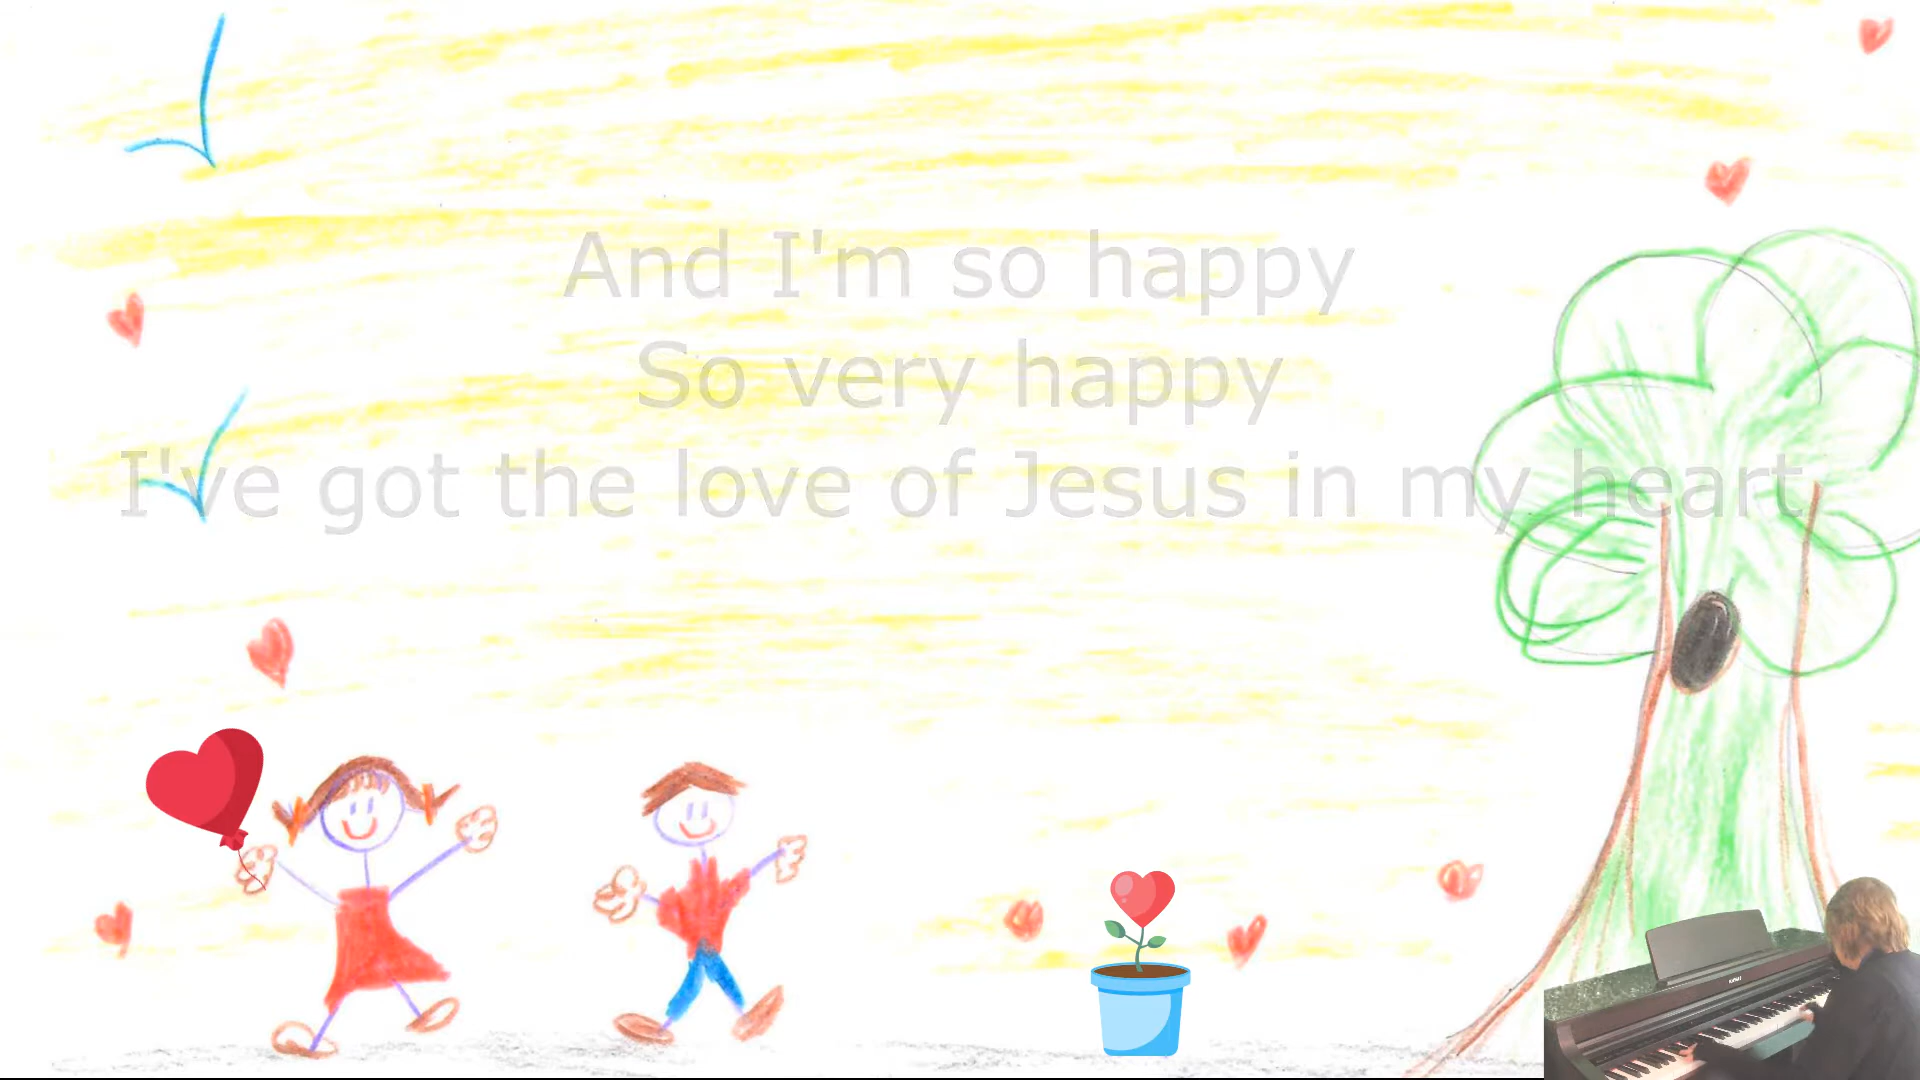 And I'm so happy
So very happy
I've got the love of Jesus in my heart